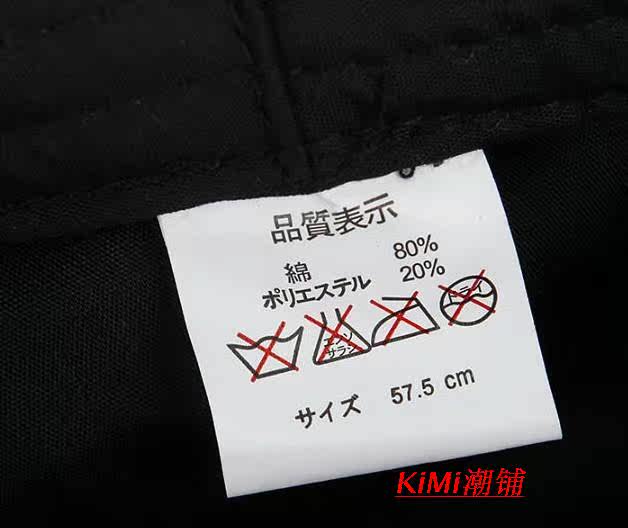 品質表示
綿 80%
ポリエステル 20%
エンソ
サラシ
ドライ
サイズ 57.5 cm
KiMi潮铺